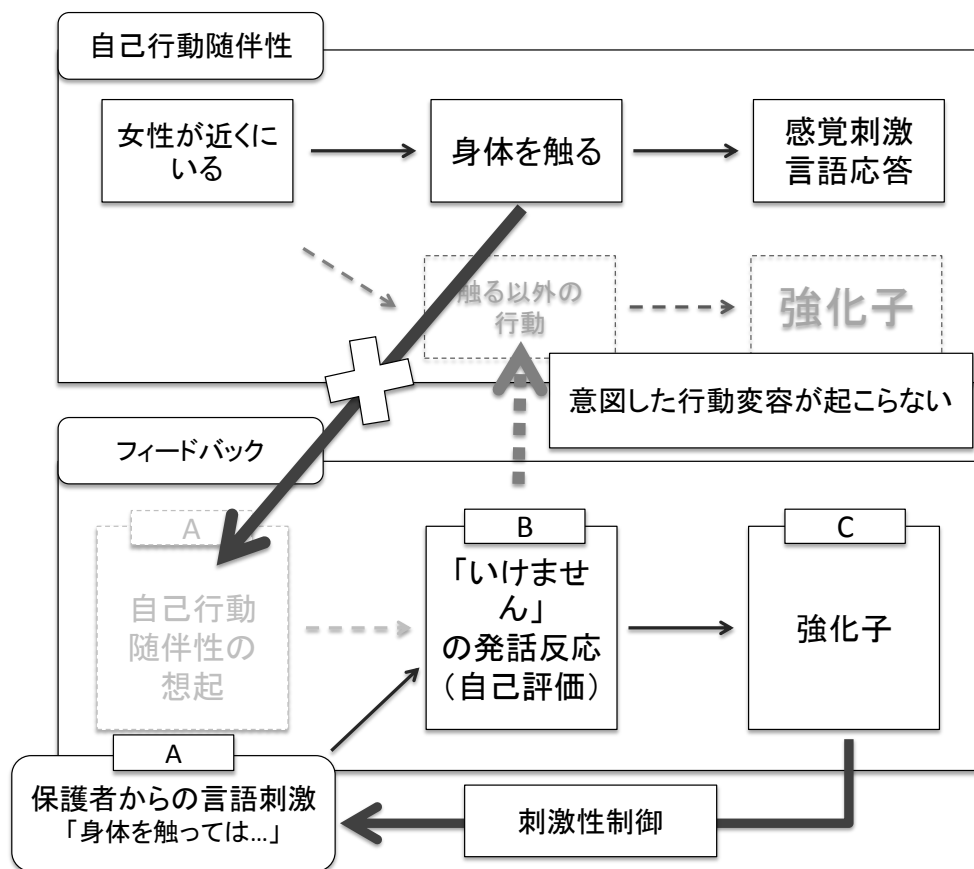 自己行動随伴性
女性が近くに
いる
身体を触る
感覚刺激
言語応答
触る以外の
行動
強化子
意図した行動変容が起こらない
フィードバック
A
自己行動
随伴性の
想起
B
「いけませ
ん」
の発話反応
（自己評価）
C
強化子
A
保護者からの言語刺激
「身体を触っては…」
刺激性制御